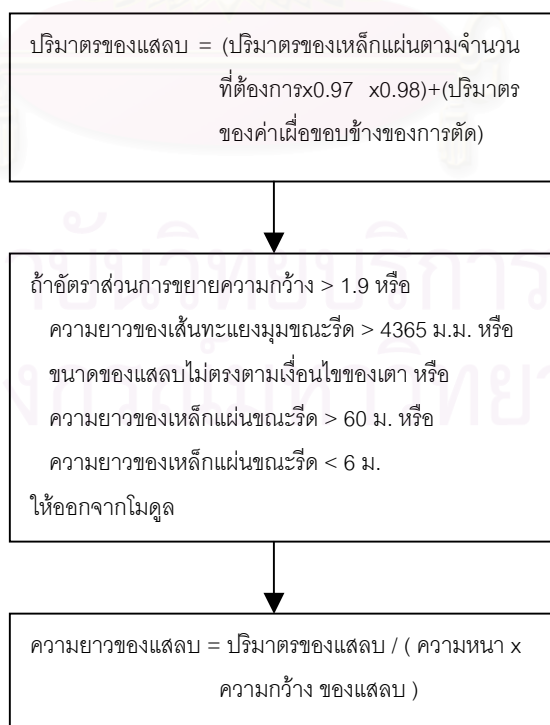 ปริมาตรของแสลบ = (ปริมาตรของเหล็กแผ่นตามจำนวน
ที่ต้องการx0.97 x0.98)+(ปริมาตร
ของค่าเผื่อขอบข้างของการตัด)
ถ้าอัตราส่วนการขยายความกว้าง > 1.9 หรือ
ความยาวของเส้นทะแยงมุมขณะรีด > 4365 ม.ม. หรือ
ขนาดของแสลบไม่ตรงตามเงื่อนไขของเตา หรือ
ความยาวของเหล็กแผ่นขณะรีด > 60 ม. หรือ
ความยาวของเหล็กแผ่นขณะรีด < 6 ม.
ให้ออกจากโมดูล
ความยาวของแสลบ = ปริมาตรของแสลบ / ( ความหนา x
ความกว้าง ของแสลบ )